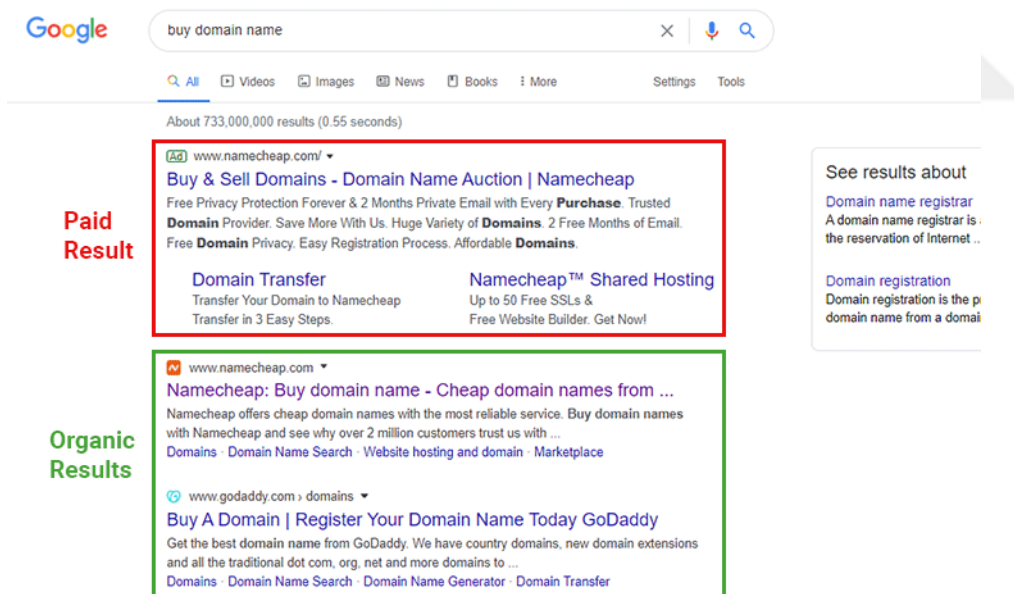 Google
buy domain name
All Videos Images News Books More Settings Tools
About 733,000,000 results (0.55 seconds)
Paid
Result
Ad www.namecheap.com/
Buy & Sell Domains - Domain Name Auction | Namecheap
Free Privacy Protection Forever & 2 Months Private Email with Every Purchase. Trusted
Domain Provider. Save More With Us. Huge Variety of Domains. 2 Free Months of Email.
Free Domain Privacy. Easy Registration Process. Affordable Domains.
Domain Transfer
Transfer Your Domain to Namecheap
Transfer in 3 Easy Steps.
Namecheap™ Shared Hosting
Up to 50 Free SSLs &
Free Website Builder. Get Now!
Organic
Results
www.namecheap.com
Namecheap: Buy domain name - Cheap domain names from ...
Namecheap offers cheap domain names with the most reliable service. Buy domain names
with Namecheap and see why over 2 million customers trust us with ...
Domains · Domain Name Search · Website hosting and domain · Marketplace
www.godaddy.com › domains
Buy A Domain | Register Your Domain Name Today GoDaddy
Get the best domain name from GoDaddy. We have country domains, new domain extensions
and all the traditional dot com, org, net and more domains to ...
Domains · Domain Name Search · Domain Name Generator · Domain Transfer
See results about
Domain name registrar
A domain name registrar is
the reservation of Internet ..
Domain registration
Domain registration is the
domain name from a